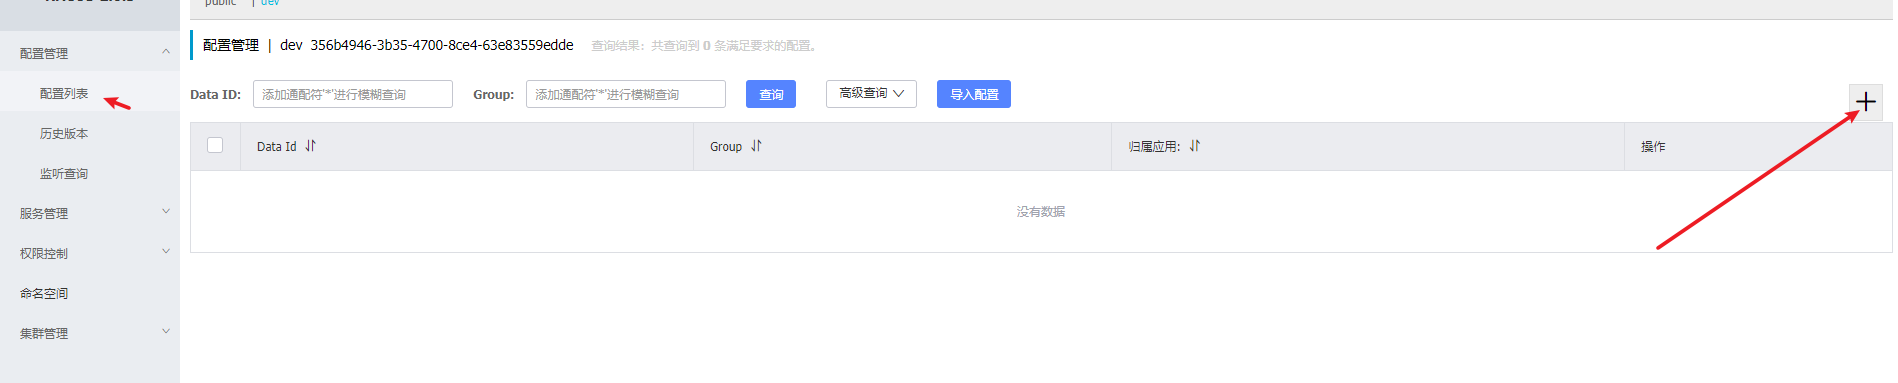 public | dev
配置管理
配置管理 | dev 356b4946-3b35-4700-8ce4-63e83559edde 查询结果：共查询到 0 条满足要求的配置。
配置列表
Data ID: 添加通配符'*'进行模糊查询 Group: 添加通配符'*'进行模糊查询 查询 高级查询 导入配置
历史版本
Data Id Group 归属应用: 操作
监听查询
服务管理
没有数据
权限控制
命名空间
集群管理